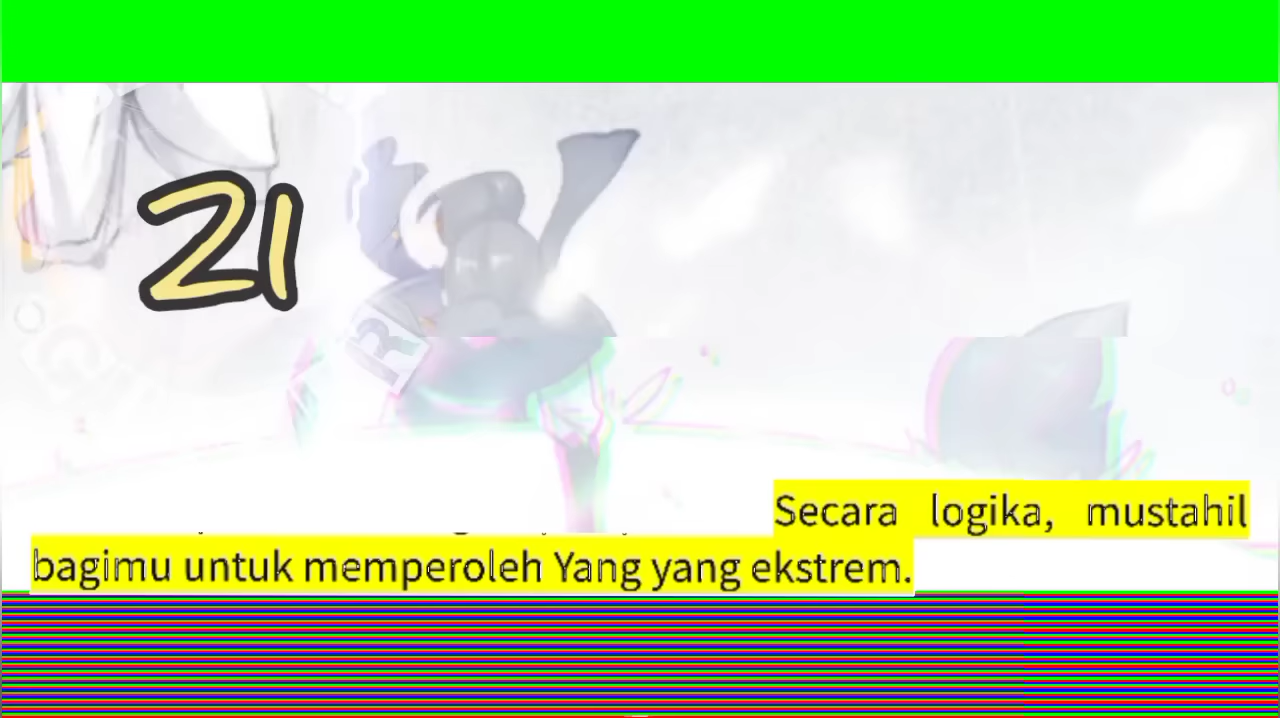 21
R
Secara logika, mustahil
bagimu untuk memperoleh Yang yang ekstrem.